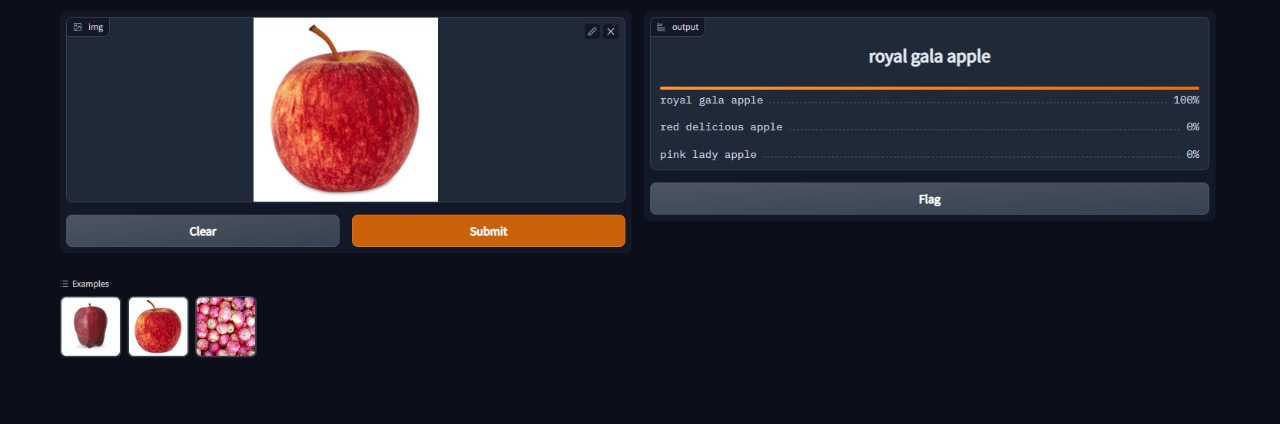 img
output
royal gala apple
royal gala apple 100%
red delicious apple 0%
pink lady apple 0%
Clear
Submit
Flag
Examples